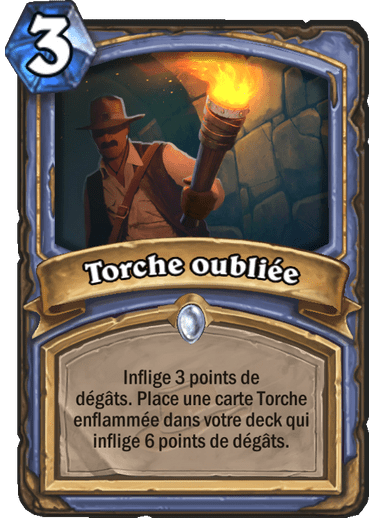 3
Torche oubliée
Inflige 3 points de
dégâts. Place une carte Torche
enflammée dans votre deck qui
inflige 6 points de dégâts.